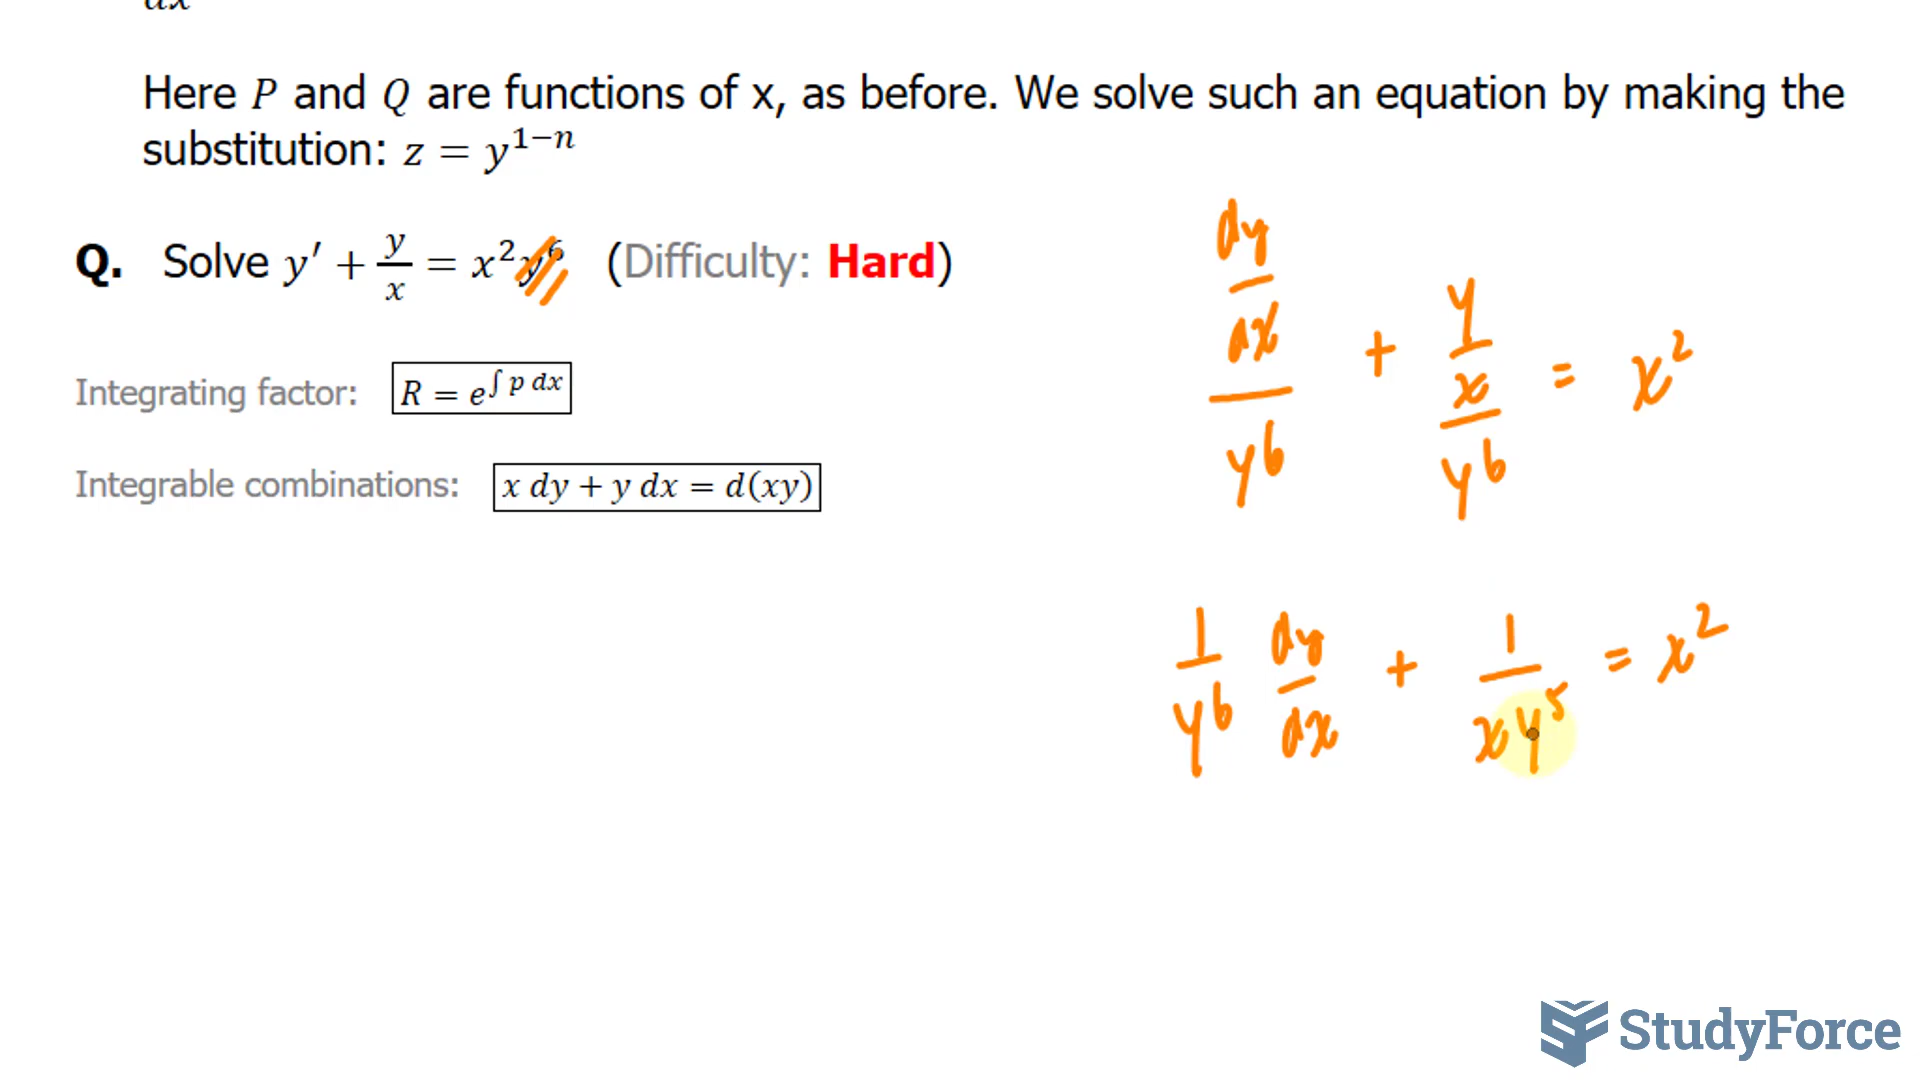 dx
Here P and Q are functions of x, as before. We solve such an equation by making the
substitution: z = y^{1−n}
Q. Solve y′ + y/x = x²y⁶ (Difficulty: Hard)
Integrating factor: R = e^{∫ p dx}
Integrable combinations: x dy + y dx = d(xy)
(dy/dx)/y⁶ + (y/x)/y⁶ = x²
1/y⁶ dy/dx + 1/(xy⁵) = x²
StudyForce